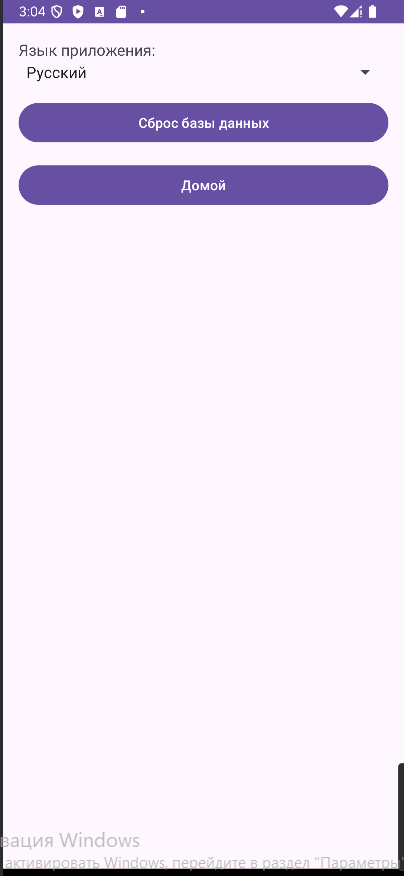 3:04
Язык приложения:
Русский
Сброс базы данных
Домой
вация Windows
активировать Windows, перейдите в раздел "Параметры"